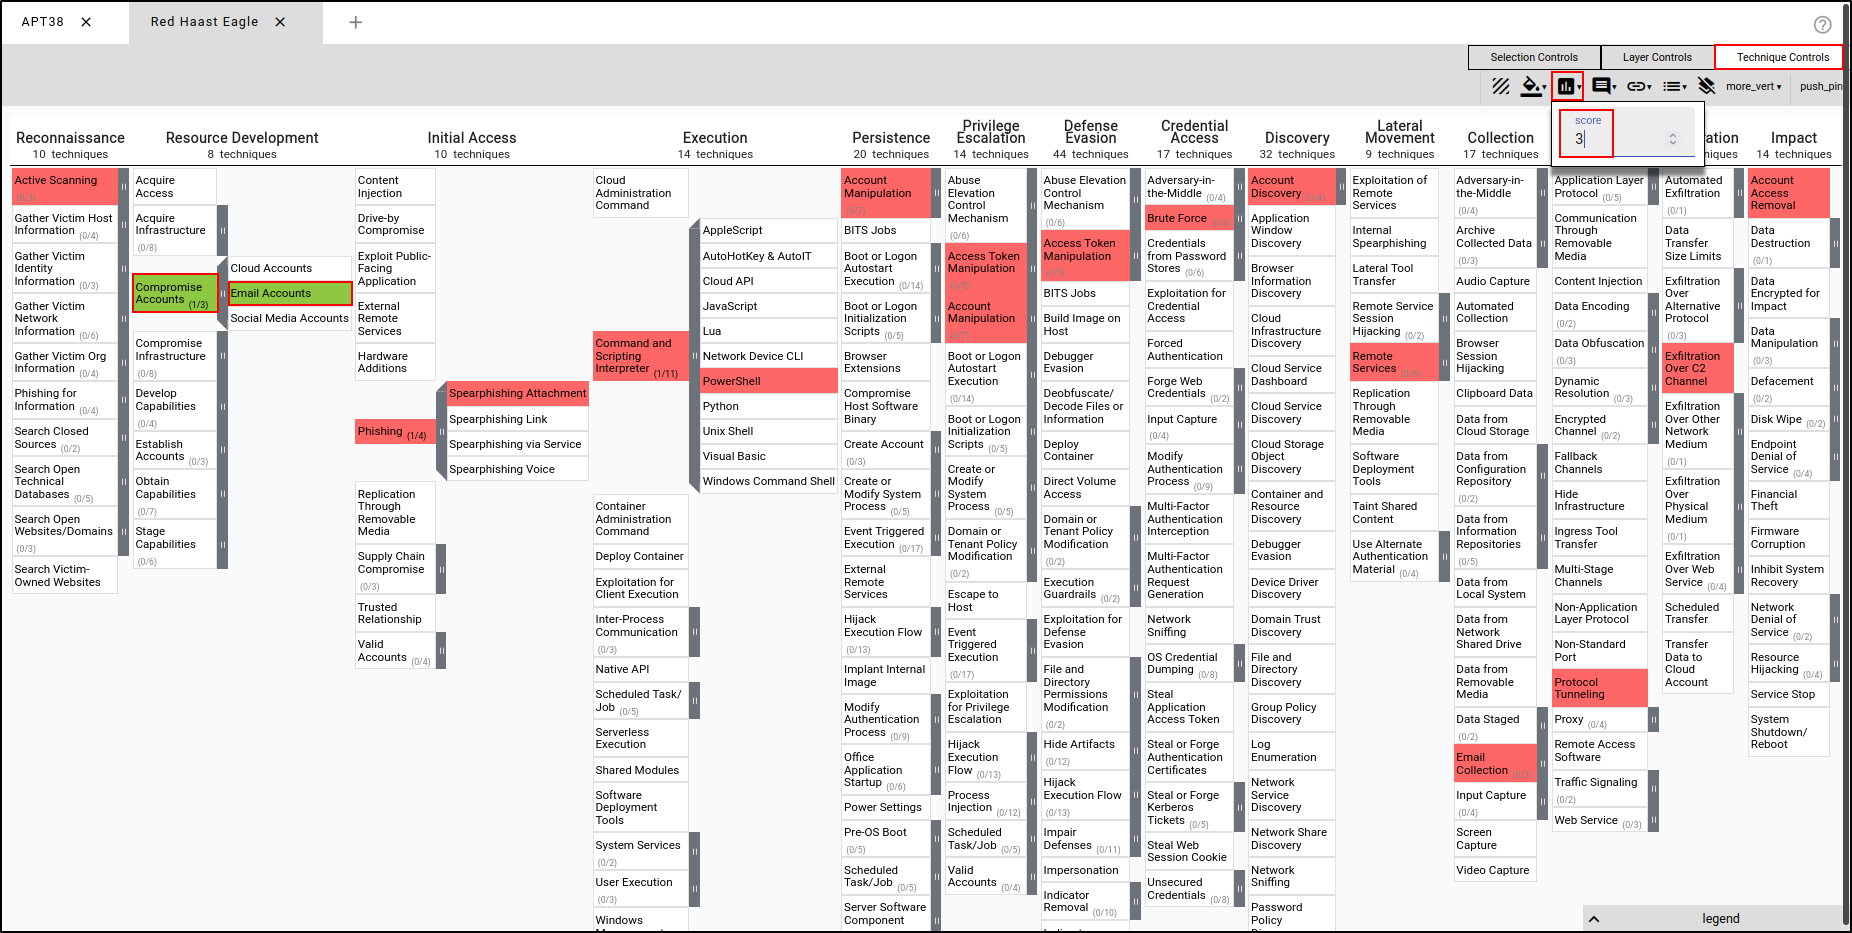 APT38
Red Haast Eagle
Selection Controls
Layer Controls
Technique Controls
more_vert
push_pin
score
3
Reconnaissance
10 techniques
Active Scanning
(0/3)
Gather Victim Host
Information (0/4)
Gather Victim
Identity
Information (0/3)
Gather Victim
Network
Information (0/6)
Gather Victim Org
Information (0/4)
Phishing for
Information (0/4)
Search Closed
Sources (0/2)
Search Open
Technical
Databases (0/5)
Search Open
Websites/Domains
(0/3)
Search Victim-
Owned Websites
Resource Development
8 techniques
Acquire
Access
Acquire
Infrastructure
(0/8)
Compromise
Accounts (1/3)
Cloud Accounts
Email Accounts
Social Media Accounts
Compromise
Infrastructure
(0/8)
Develop
Capabilities
(0/4)
Establish
Accounts (0/3)
Obtain
Capabilities
(0/7)
Stage
Capabilities
(0/6)
Initial Access
10 techniques
Content
Injection
Drive-by
Compromise
Exploit Public-
Facing
Application
External
Remote
Services
Hardware
Additions
Phishing (1/4)
Spearphishing Attachment
Spearphishing Link
Spearphishing via Service
Spearphishing Voice
Replication
Through
Removable
Media
Supply Chain
Compromise
(0/3)
Trusted
Relationship
Valid
Accounts (0/4)
Execution
14 techniques
Cloud
Administration
Command
Command and
Scripting
Interpreter (1/11)
AppleScript
AutoHotKey & AutoIT
Cloud API
JavaScript
Lua
Network Device CLI
PowerShell
Python
Unix Shell
Visual Basic
Windows Command Shell
Container
Administration
Command
Deploy Container
Exploitation for
Client Execution
Inter-Process
Communication
(0/3)
Native API
Scheduled Task/
Job (0/5)
Serverless
Execution
Shared Modules
Software
Deployment
Tools
System Services
(0/2)
User Execution
(0/3)
Windows
Persistence
20 techniques
Account
Manipulation
(0/7)
BITS Jobs
Boot or Logon
Autostart
Execution (0/14)
Boot or Logon
Initialization
Scripts (0/5)
Browser
Extensions
Compromise
Host Software
Binary
Create Account
(0/3)
Create or
Modify System
Process (0/5)
Event Triggered
Execution (0/17)
External
Remote
Services
Hijack
Execution Flow
(0/13)
Implant Internal
Image
Modify
Authentication
Process (0/9)
Office
Application
Startup (0/6)
Power Settings
Pre-OS Boot
(0/5)
Scheduled
Task/Job (0/5)
Server Software
Component
Privilege
Escalation
14 techniques
Abuse
Elevation
Control
Mechanism
(0/6)
Access Token
Manipulation
(0/5)
Account
Manipulation
(0/7)
Boot or Logon
Autostart
Execution
(0/14)
Boot or Logon
Initialization
Scripts (0/5)
Create or
Modify
System
Process (0/5)
Domain or
Tenant Policy
Modification
(0/2)
Escape to
Host
Event
Triggered
Execution
(0/17)
Exploitation
for Privilege
Escalation
Hijack
Execution
Flow (0/13)
Process
Injection (0/12)
Scheduled
Task/Job (0/5)
Valid
Accounts (0/4)
Defense
Evasion
44 techniques
Abuse Elevation
Control
Mechanism
(0/6)
Access Token
Manipulation
(0/5)
BITS Jobs
Build Image on
Host
Debugger
Evasion
Deobfuscate/
Decode Files or
Information
Deploy
Container
Direct Volume
Access
Domain or
Tenant Policy
Modification
(0/2)
Execution
Guardrails (0/2)
Exploitation for
Defense
Evasion
File and
Directory
Permissions
Modification
(0/2)
Hide Artifacts
(0/12)
Hijack
Execution Flow
(0/13)
Impair
Defenses (0/11)
Impersonation
Indicator
Removal (0/10)
Credential
Access
17 techniques
Adversary-in-
the-Middle (0/4)
Brute Force (0/4)
Credentials
from Password
Stores (0/6)
Exploitation for
Credential
Access
Forced
Authentication
Forge Web
Credentials (0/2)
Input Capture
(0/4)
Modify
Authentication
Process (0/9)
Multi-Factor
Authentication
Interception
Multi-Factor
Authentication
Request
Generation
Network
Sniffing
OS Credential
Dumping (0/8)
Steal
Application
Access Token
Steal or Forge
Authentication
Certificates
Steal or Forge
Kerberos
Tickets (0/5)
Steal Web
Session Cookie
Unsecured
Credentials (0/8)
Discovery
32 techniques
Account
Discovery (0/4)
Application
Window
Discovery
Browser
Information
Discovery
Cloud
Infrastructure
Discovery
Cloud Service
Dashboard
Cloud Service
Discovery
Cloud Storage
Object
Discovery
Container and
Resource
Discovery
Debugger
Evasion
Device Driver
Discovery
Domain Trust
Discovery
File and
Directory
Discovery
Group Policy
Discovery
Log
Enumeration
Network
Service
Discovery
Network Share
Discovery
Network
Sniffing
Password
Policy
Lateral
Movement
9 techniques
Exploitation of
Remote
Services
Internal
Spearphishing
Lateral Tool
Transfer
Remote Service
Session
Hijacking (0/2)
Remote
Services (0/8)
Replication
Through
Removable
Media
Software
Deployment
Tools
Taint Shared
Content
Use Alternate
Authentication
Material (0/4)
Collection
17 techniques
Adversary-in-
the-Middle
(0/4)
Archive
Collected Data
(0/3)
Audio Capture
Automated
Collection
Browser
Session
Hijacking
Clipboard Data
Data from
Cloud Storage
Data from
Configuration
Repository
(0/2)
Data from
Information
Repositories
(0/5)
Data from
Local System
Data from
Network
Shared Drive
Data from
Removable
Media
Data Staged
(0/2)
Email
Collection (0/3)
Input Capture
(0/4)
Screen
Capture
Video Capture
Application Layer
Protocol (0/5)
Communication
Through
Removable
Media
Content Injection
Data Encoding
(0/2)
Data Obfuscation
(0/3)
Dynamic
Resolution (0/3)
Encrypted
Channel (0/2)
Fallback
Channels
Hide
Infrastructure
Ingress Tool
Transfer
Multi-Stage
Channels
Non-Application
Layer Protocol
Non-Standard
Port
Protocol
Tunneling
Proxy (0/4)
Remote Access
Software
Traffic Signaling
(0/2)
Web Service (0/3)
ration
niques
Automated
Exfiltration
(0/1)
Data
Transfer
Size Limits
Exfiltration
Over
Alternative
Protocol
(0/3)
Exfiltration
Over C2
Channel
Exfiltration
Over Other
Network
Medium
(0/1)
Exfiltration
Over
Physical
Medium
(0/1)
Exfiltration
Over Web
Service (0/4)
Scheduled
Transfer
Transfer
Data to
Cloud
Account
Impact
14 techniques
Account
Access
Removal
Data
Destruction
(0/1)
Data
Encrypted for
Impact
Data
Manipulation
(0/3)
Defacement
(0/2)
Disk Wipe (0/2)
Endpoint
Denial of
Service (0/4)
Financial
Theft
Firmware
Corruption
Inhibit System
Recovery
Network
Denial of
Service (0/2)
Resource
Hijacking (0/4)
Service Stop
System
Shutdown/
Reboot
legend